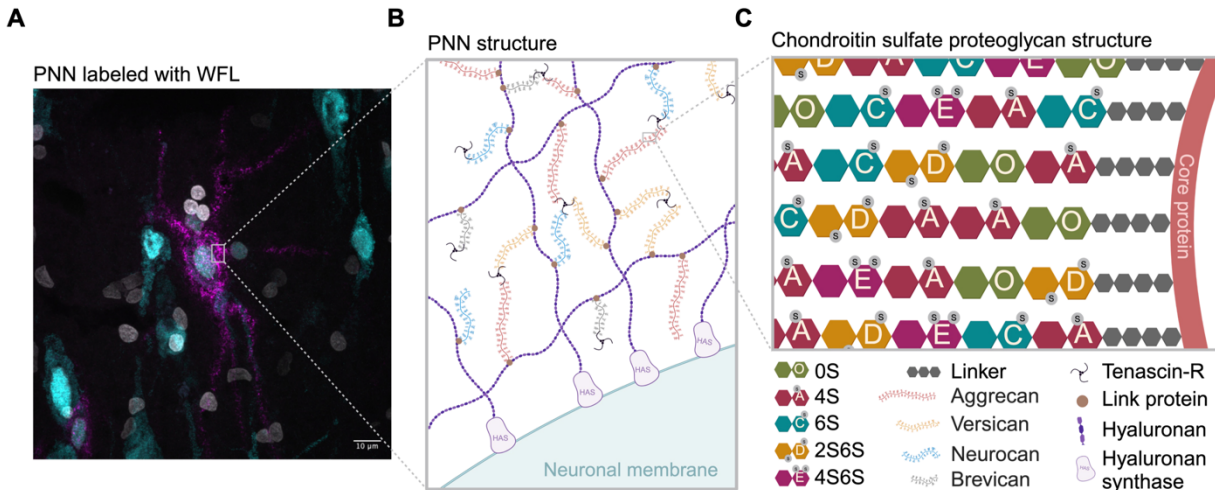 A
B
C
PNN labeled with WFL
PNN structure
Chondroitin sulfate proteoglycan structure
10 µm
HAS
HAS
HAS
HAS
Neuronal membrane
S D A C E O
O C S E S S A S C S
A S C S D S S O A S
C S D S S A S A S O
A S E S S A S O D S S
A S D S E S S C S A S
Core protein
O 0S
A S 4S
C S 6S
D S S 2S6S
E S S 4S6S
Linker
Aggrecan
Versican
Neurocan
Brevican
Tenascin-R
Link protein
Hyaluronan
HAS Hyaluronan
synthase